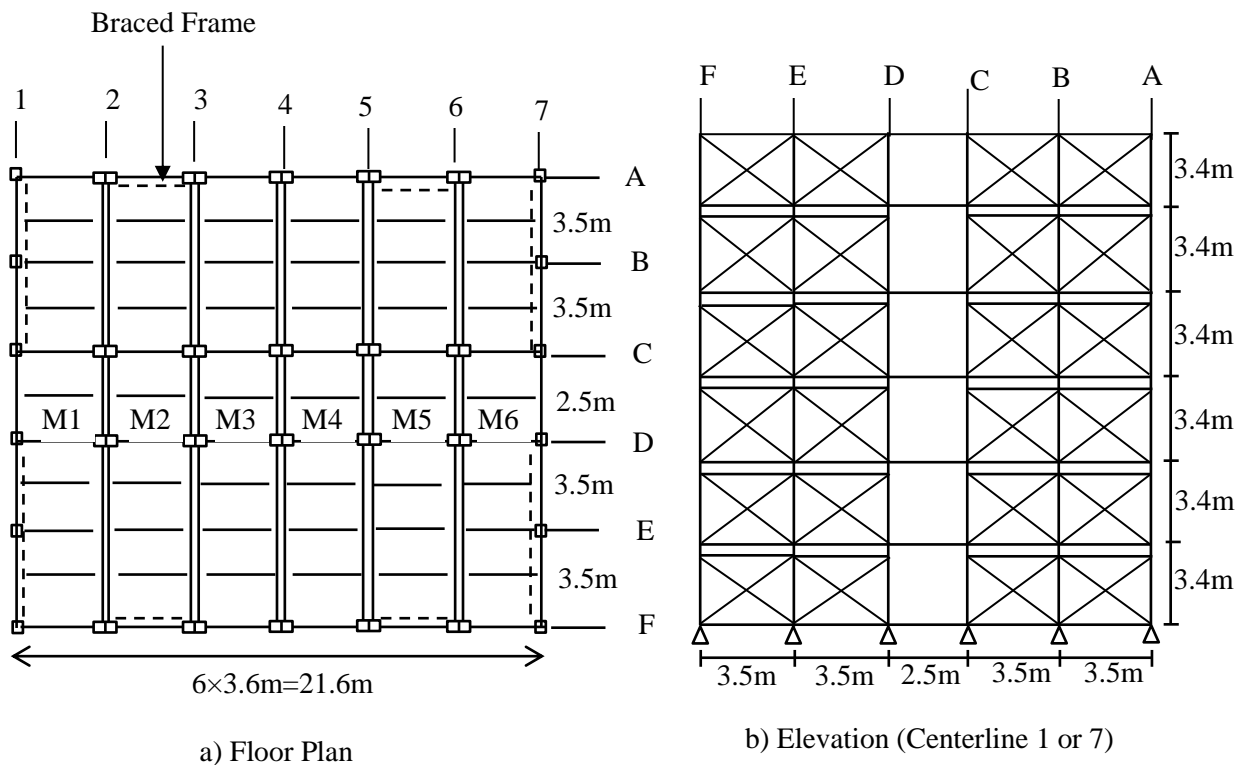 Braced Frame
1 2 3 4 5 6 7
A
3.5m
B
3.5m
C
2.5m
M1 M2 M3 M4 M5 M6
D
3.5m
E
3.5m
F
6×3.6m=21.6m
a) Floor Plan
F E D C B A
3.4m
3.4m
3.4m
3.4m
3.4m
3.4m
3.5m 3.5m 2.5m 3.5m 3.5m
b) Elevation (Centerline 1 or 7)